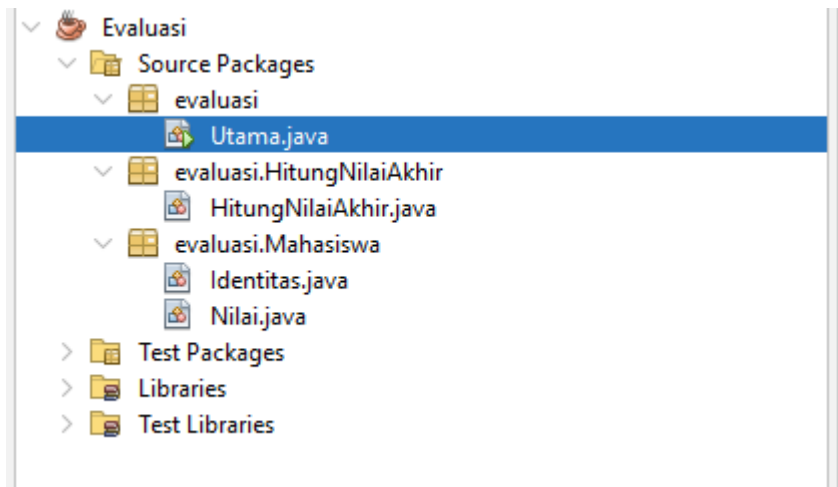 Evaluasi
Source Packages
evaluasi
Utama.java
evaluasi.HitungNilaiAkhir
HitungNilaiAkhir.java
evaluasi.Mahasiswa
Identitas.java
Nilai.java
Test Packages
Libraries
Test Libraries